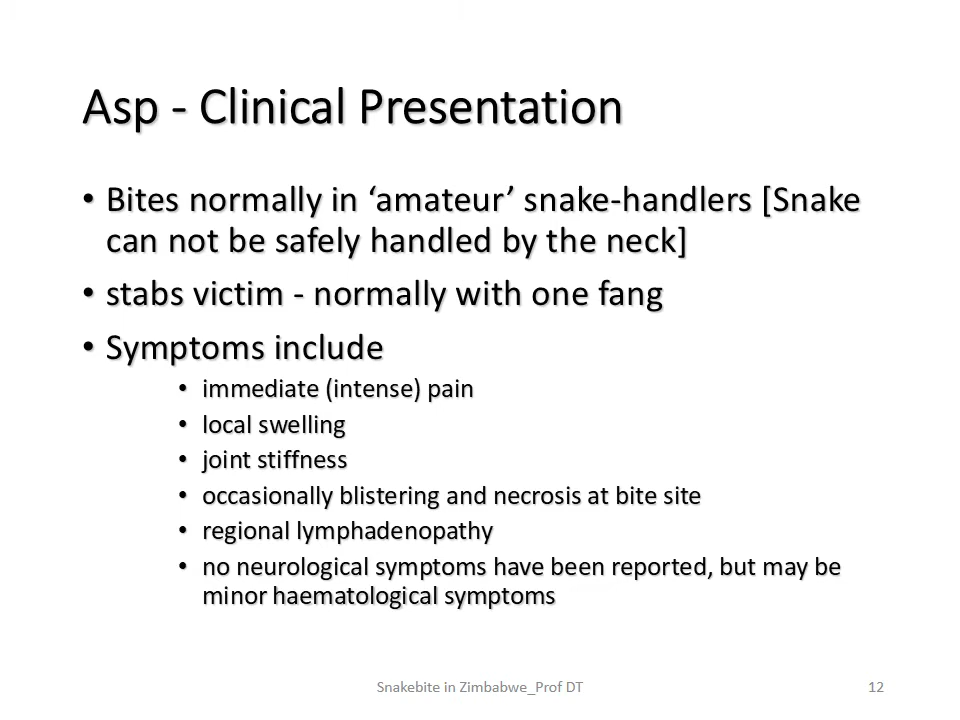 Asp - Clinical Presentation
• Bites normally in ‘amateur’ snake-handlers [Snake
can not be safely handled by the neck]
• stabs victim - normally with one fang
• Symptoms include
• immediate (intense) pain
• local swelling
• joint stiffness
• occasionally blistering and necrosis at bite site
• regional lymphadenopathy
• no neurological symptoms have been reported, but may be
minor haematological symptoms
Snakebite in Zimbabwe_Prof DT
12